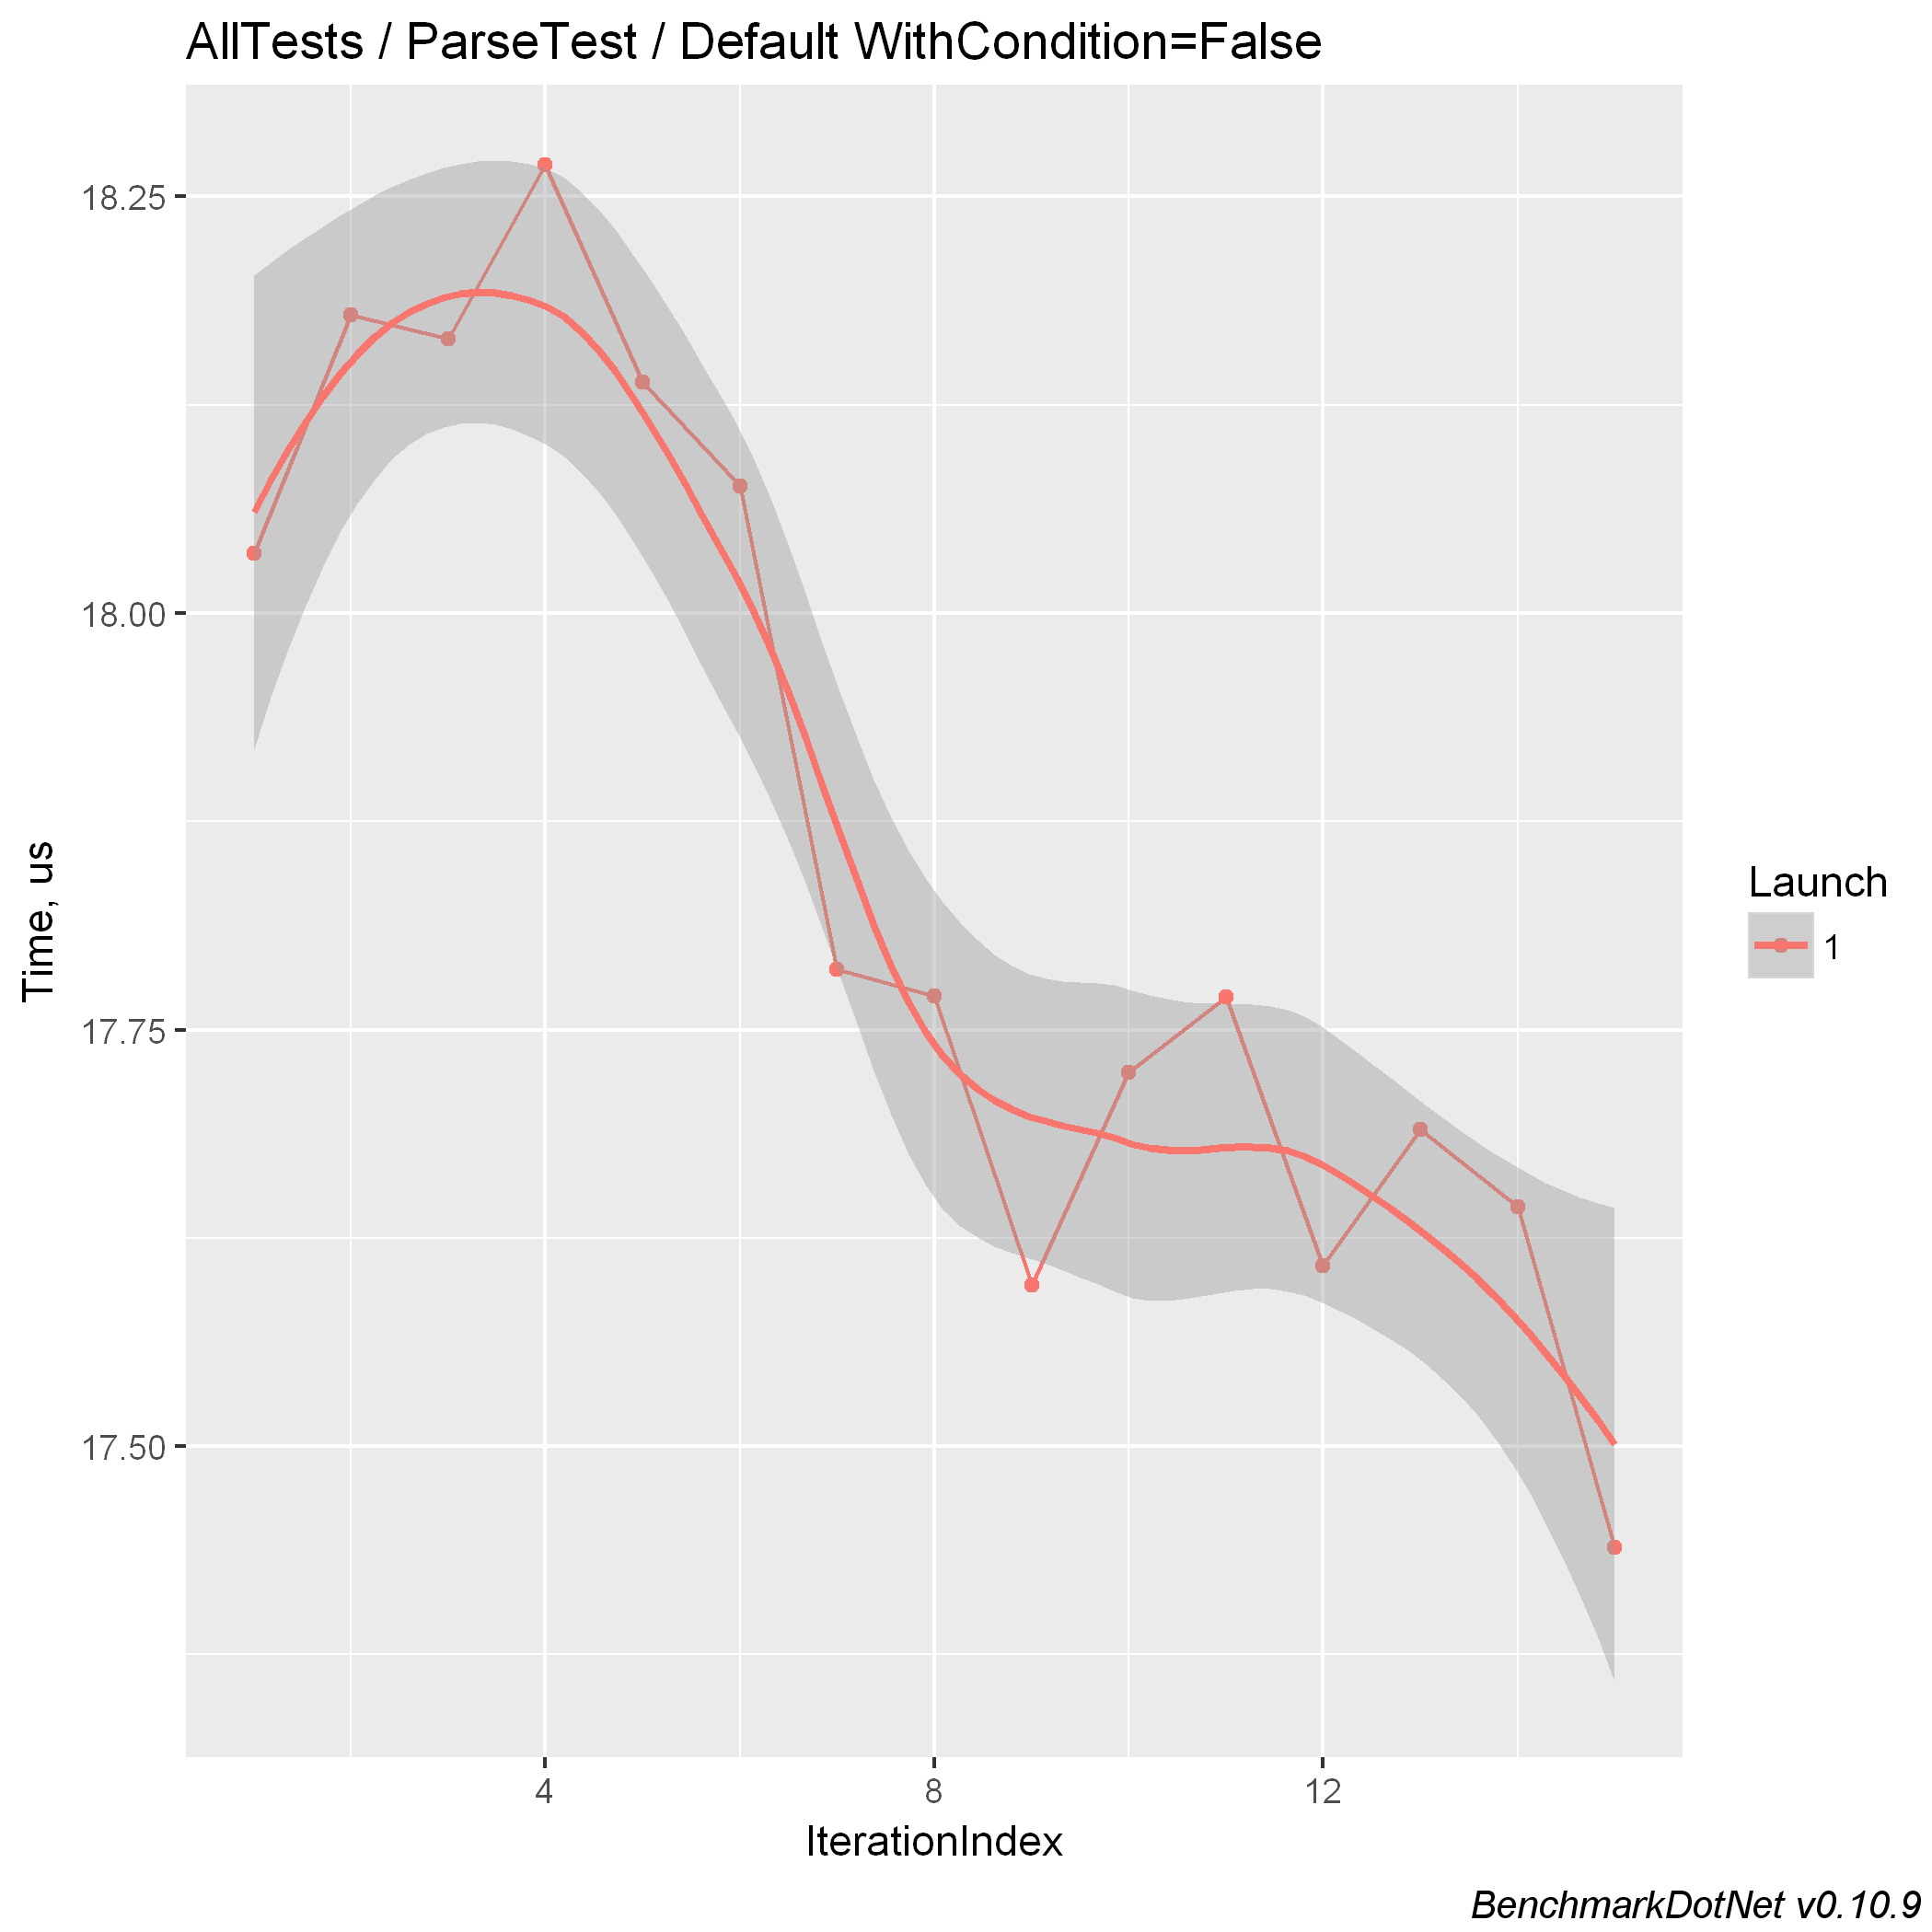 AllTests / ParseTest / Default WithCondition=False
18.25
18.00
17.75
17.50
Time, us
4
8
12
IterationIndex
Launch
1
BenchmarkDotNet v0.10.9